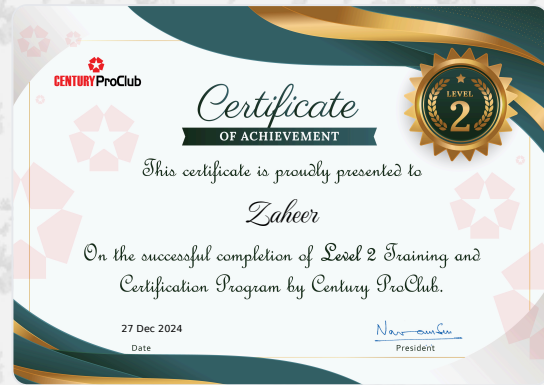 CENTURY ProClub
LEVEL
2
Certificate
OF ACHIEVEMENT
This certificate is proudly presented to
Zaheer
On the successful completion of Level 2 Training and
Certification Program by Century ProClub.
27 Dec 2024
Date
President